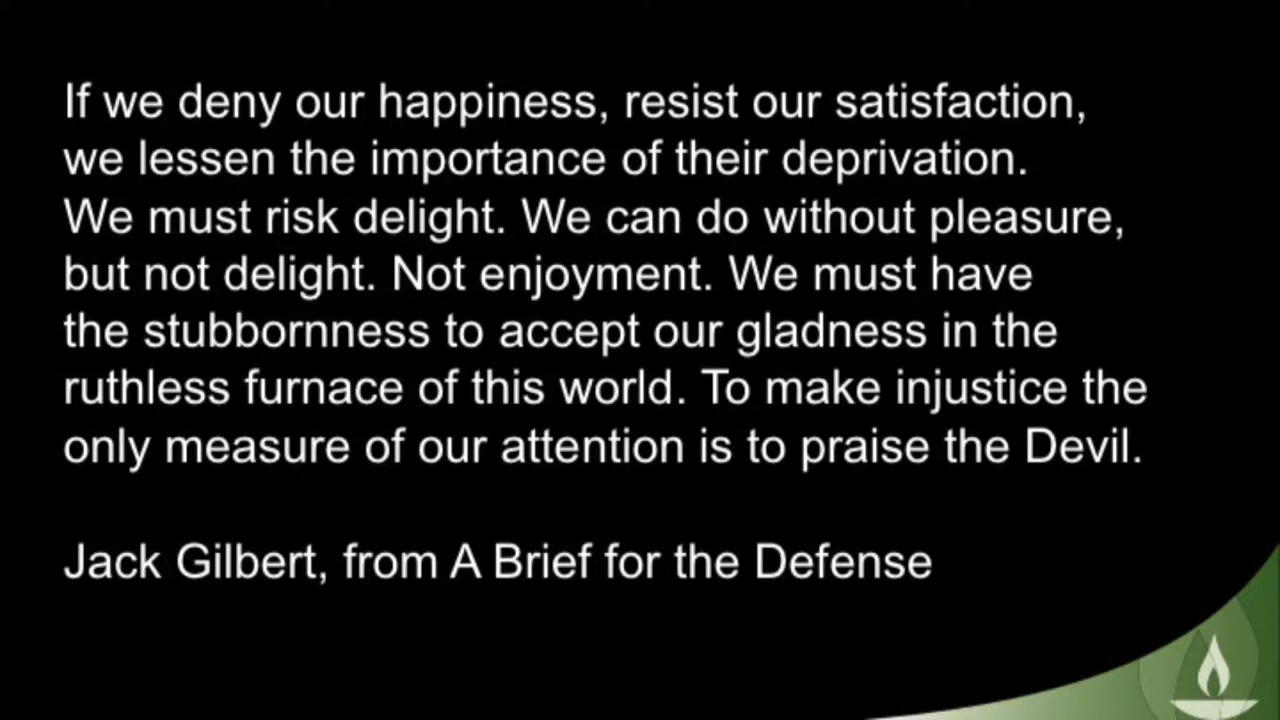 If we deny our happiness, resist our satisfaction,
we lessen the importance of their deprivation.
We must risk delight. We can do without pleasure,
but not delight. Not enjoyment. We must have
the stubbornness to accept our gladness in the
ruthless furnace of this world. To make injustice the
only measure of our attention is to praise the Devil.
Jack Gilbert, from A Brief for the Defense